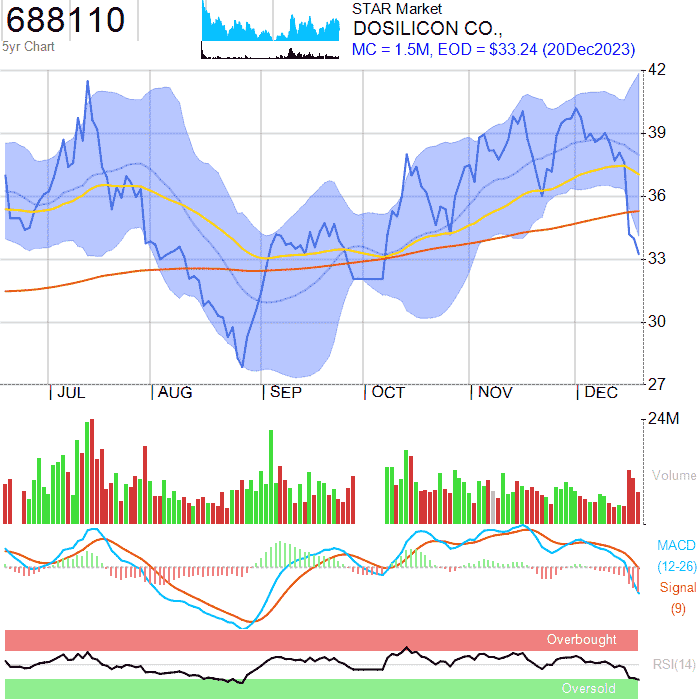 688110
5yr Chart
STAR Market
DOSILICON CO.,
MC = 1.5M, EOD = $33.24 (20Dec2023)
42
39
36
33
30
27
JUL
AUG
SEP
OCT
NOV
DEC
24M
Volume
MACD
(12-26)
Signal
(9)
Overbought
RSI(14)
Oversold